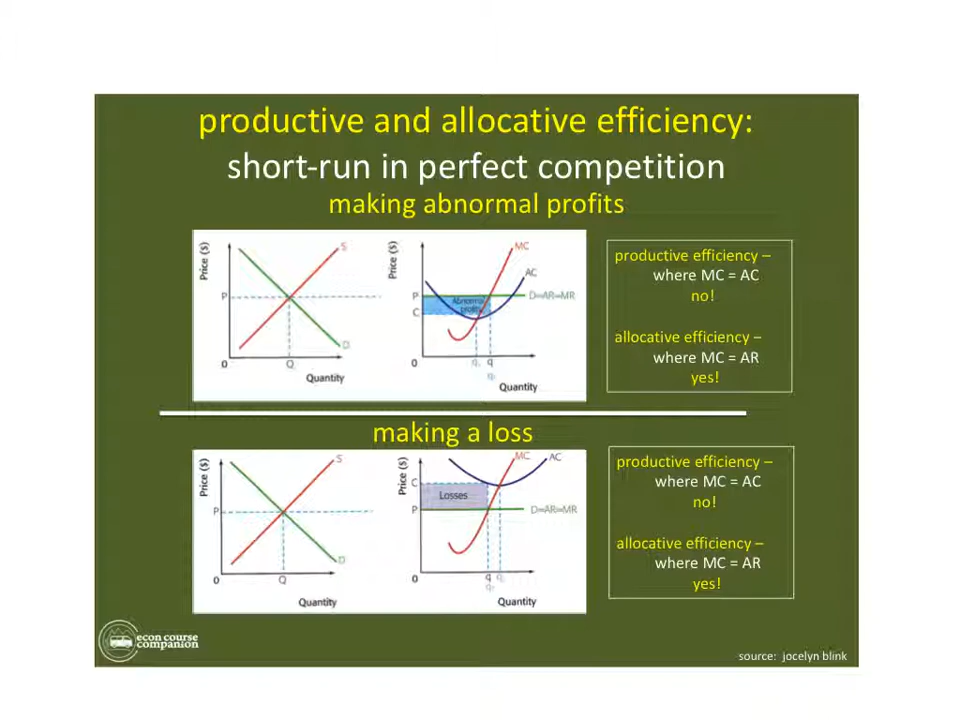 productive and allocative efficiency:
short-run in perfect competition
making abnormal profits
Price ($)
S
P
D
0
Q
Quantity
Price ($)
MC
AC
P
D=AR=MR
Abnormal
profits
C
0
q
Quantity
productive efficiency –
where MC = AC
no!
allocative efficiency –
where MC = AR
yes!
making a loss
Price ($)
S
P
D
0
Q
Quantity
Price ($)
MC
AC
C
Losses
P
D=AR=MR
0
q
Quantity
productive efficiency –
where MC = AC
no!
allocative efficiency –
where MC = AR
yes!
econ course
companion
source: jocelyn blink